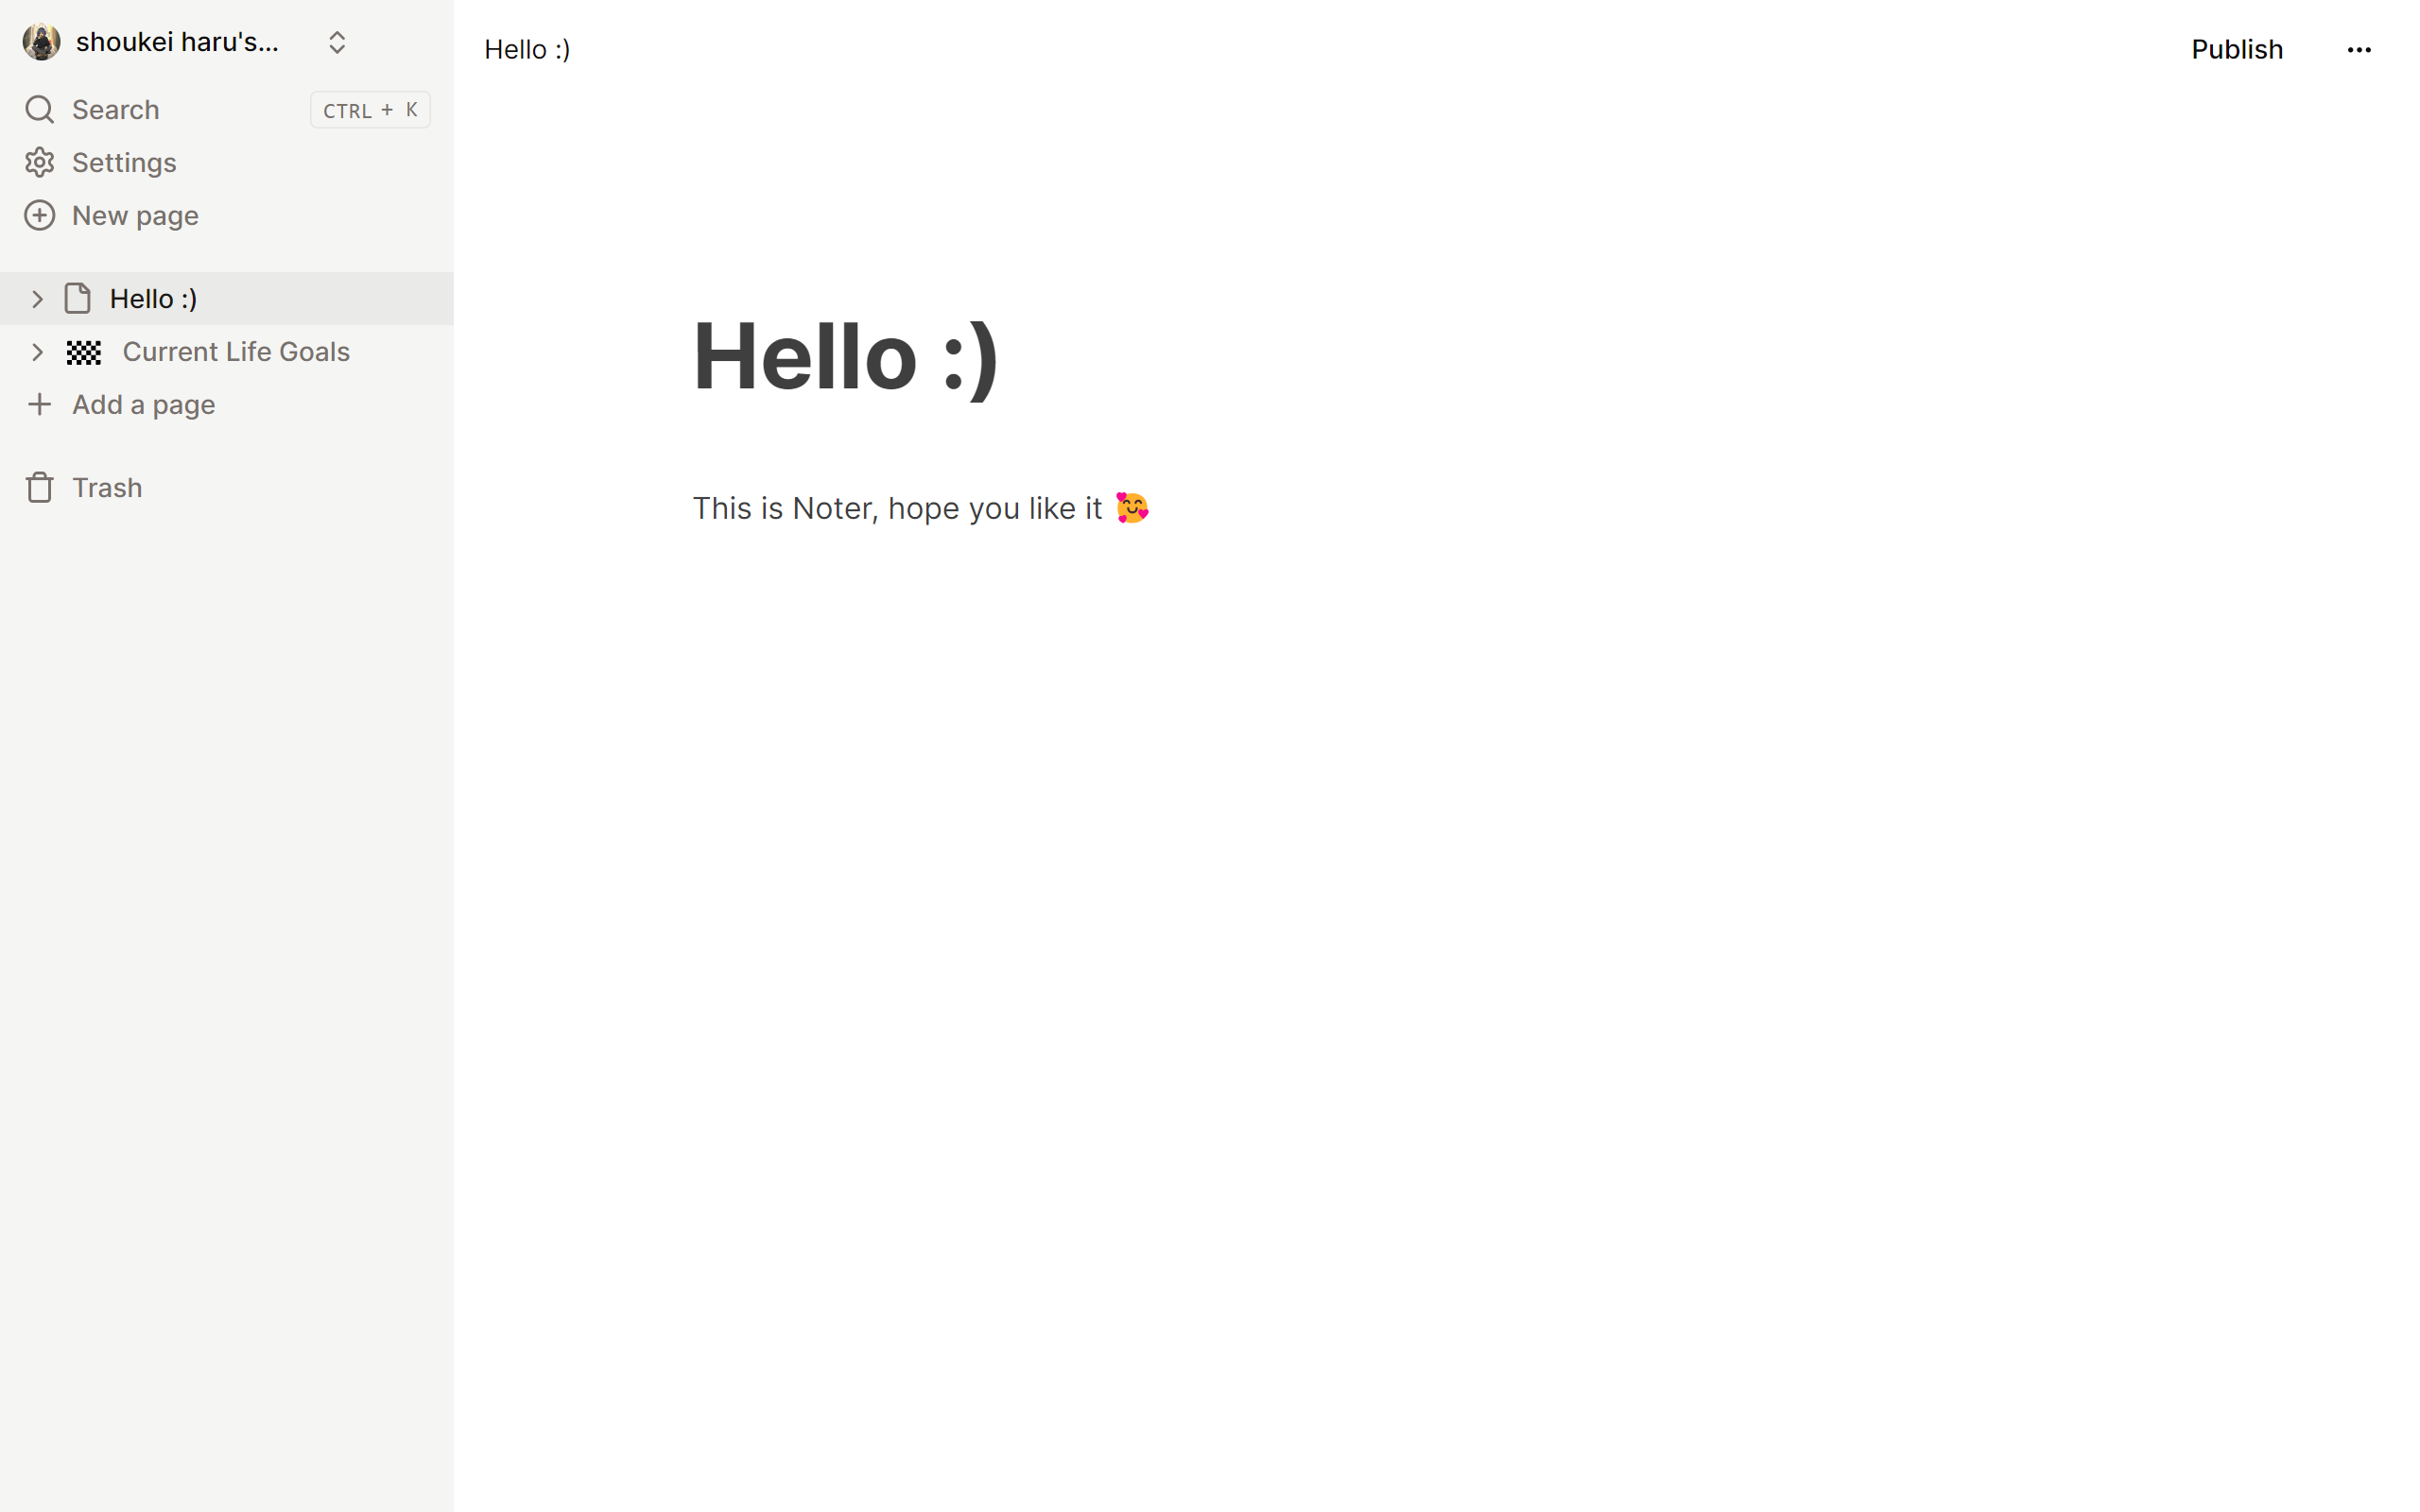 shoukei haru's...
Search CTRL + K
Settings
New page
Hello :)
Current Life Goals
Add a page
Trash
Hello :)
Publish
Hello :)
This is Noter, hope you like it 🥰